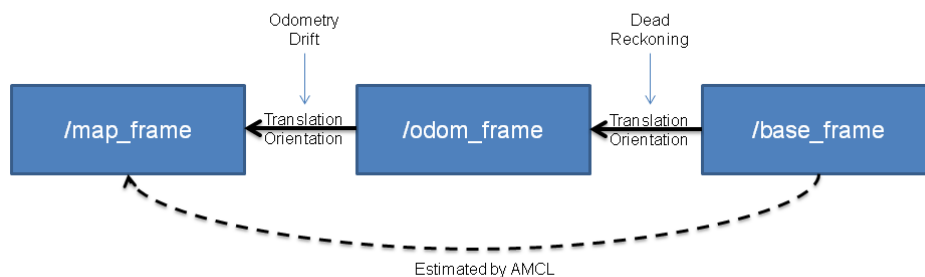 Odometry
Drift
Dead
Reckoning
/map_frame
Translation
Orientation
/odom_frame
Translation
Orientation
/base_frame
Estimated by AMCL